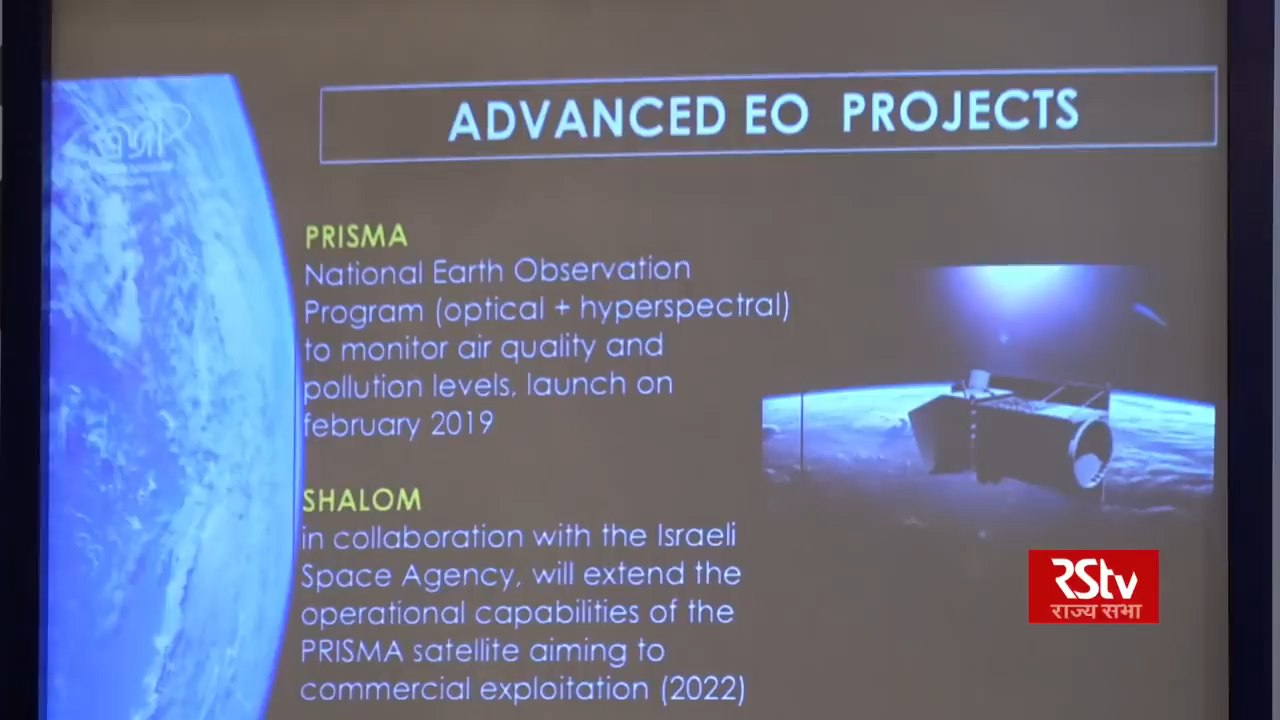 ADVANCED EO PROJECTS
PRISMA
National Earth Observation
Program (optical + hyperspectral)
to monitor air quality and
pollution levels, launch on
february 2019
SHALOM
in collaboration with the Israeli
Space Agency, will extend the
operational capabilities of the
PRISMA satellite aiming to
commercial exploitation (2022)
RStv
राज्य सभा